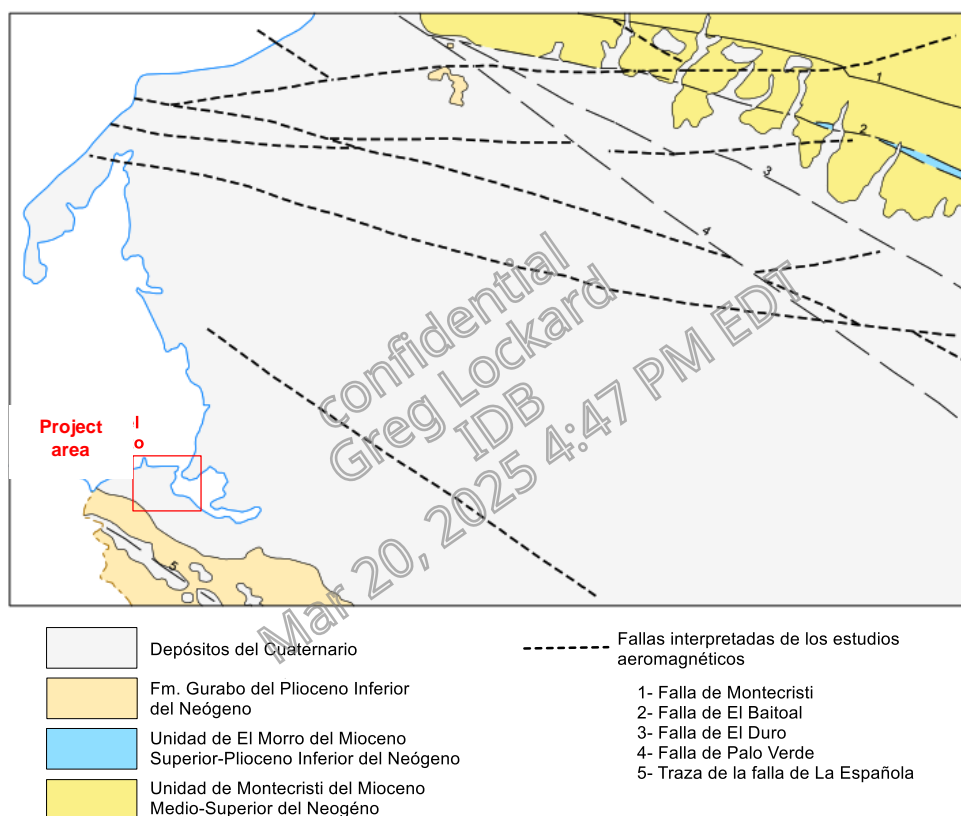 1
2
3
4
5
Project
area
l
o
confidential
Greg Lockard
IDB
Mar 20, 2025 4:47 PM EDT
Depósitos del Cuaternario
Fm. Gurabo del Plioceno Inferior
del Neógeno
Unidad de El Morro del Mioceno
Superior-Plioceno Inferior del Neógeno
Unidad de Montecristi del Mioceno
Medio-Superior del Neogéno
Fallas interpretadas de los estudios
aeromagnéticos
1- Falla de Montecristi
2- Falla de El Baitoal
3- Falla de El Duro
4- Falla de Palo Verde
5- Traza de la falla de La Española